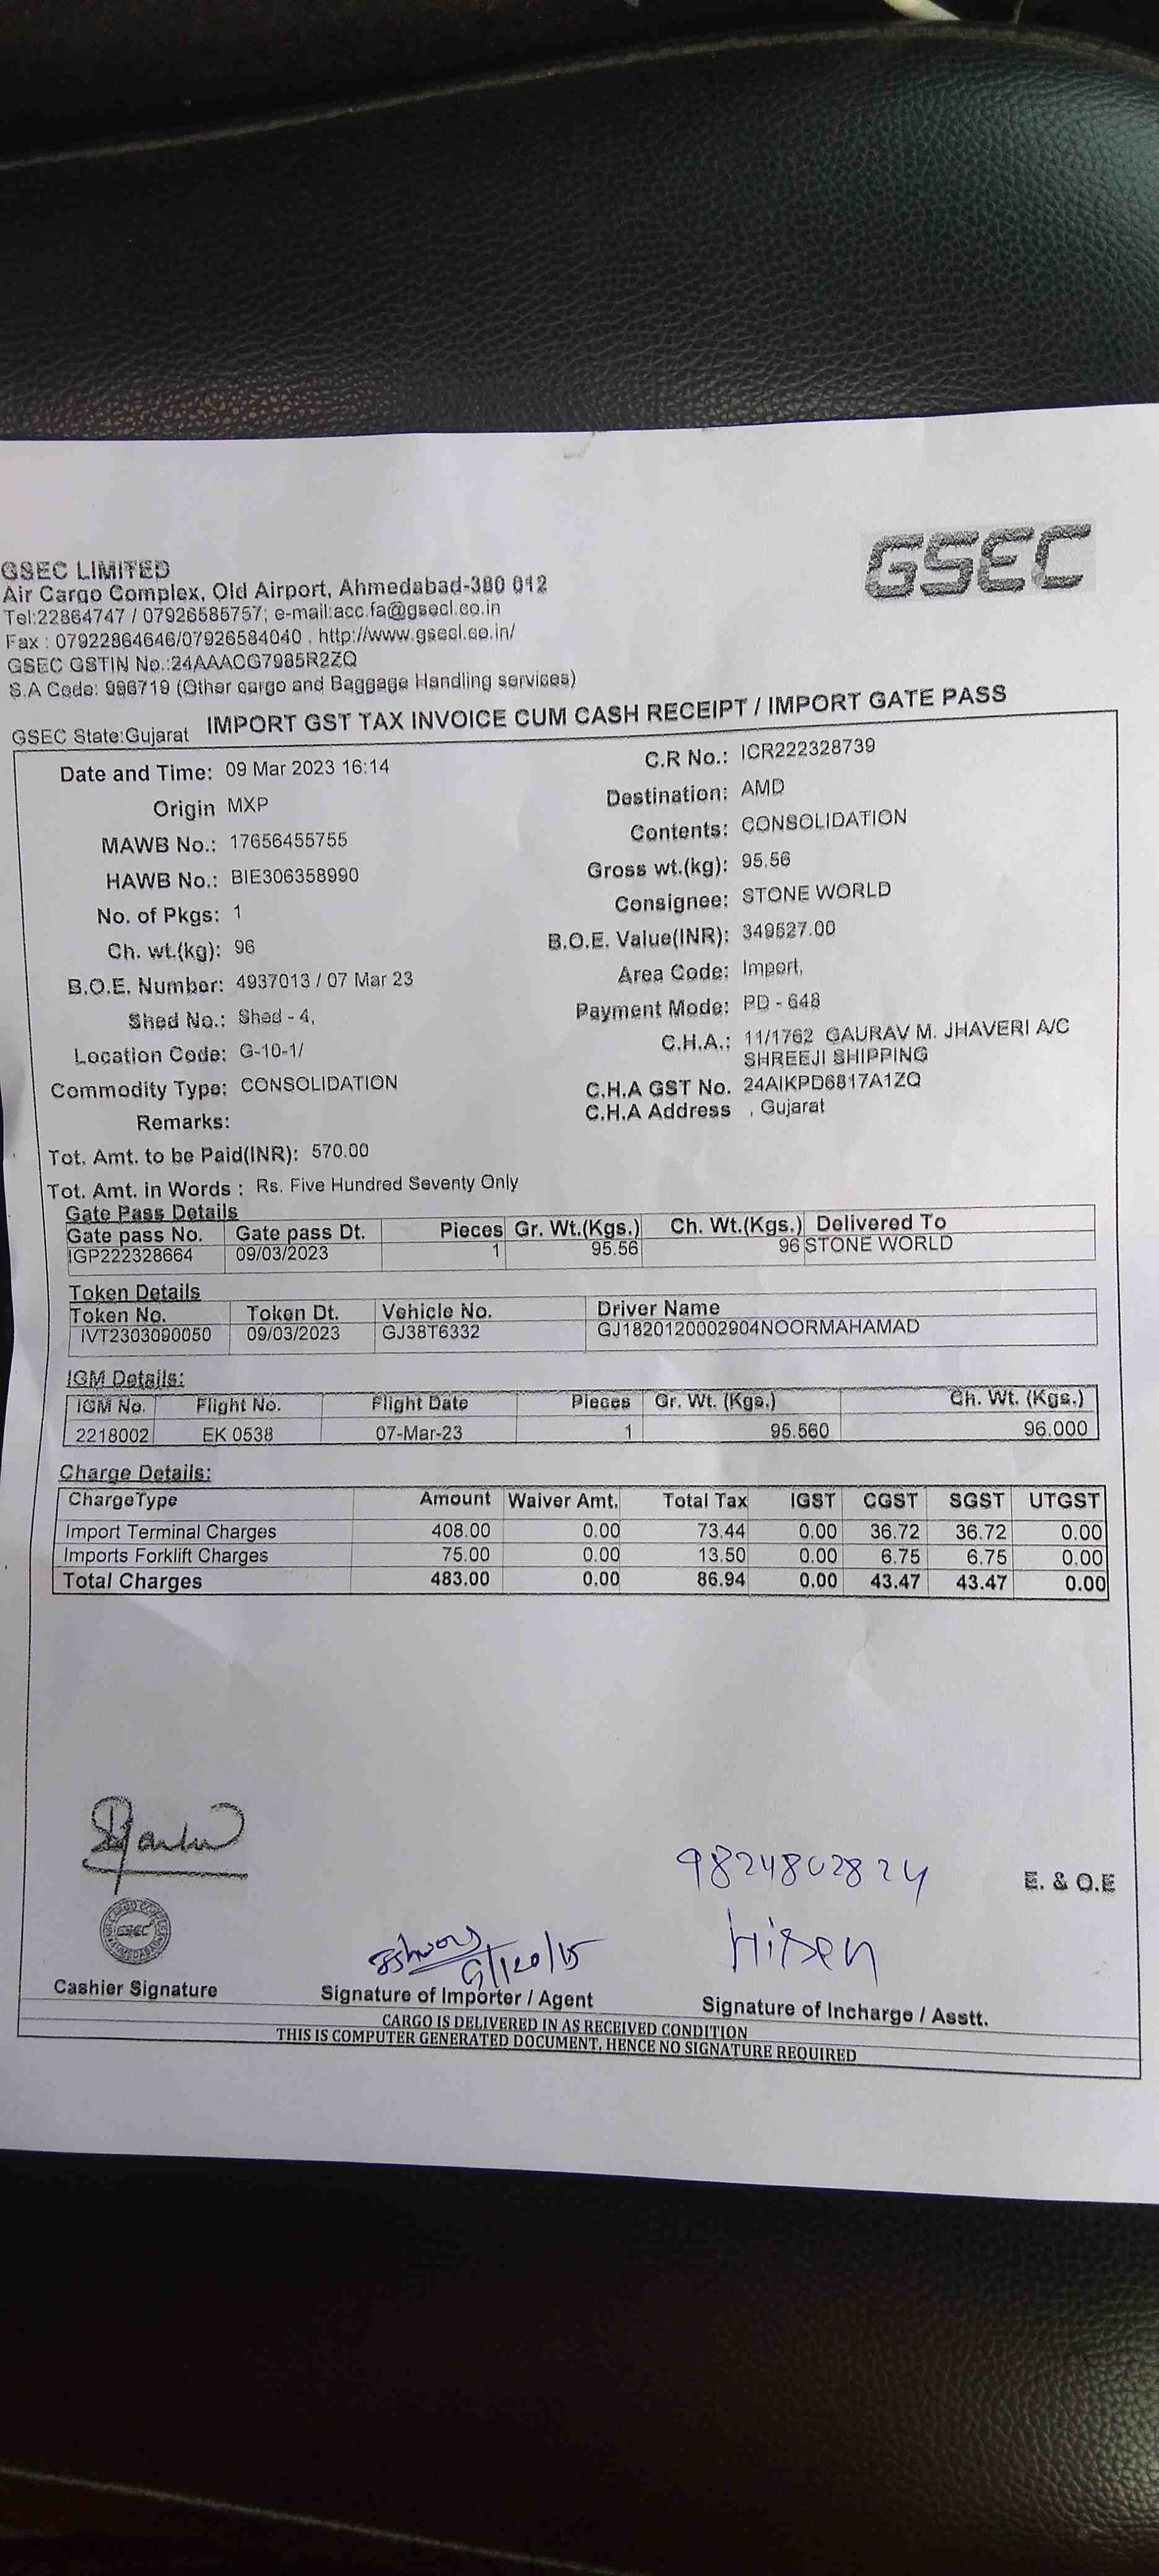 GSEC
GSEC LIMITED
Air Cargo Complex, Old Airport, Ahmedabad-380 012
Tel:22864747 / 07926585757; e-mail:acc.fa@gsecl.co.in
Fax : 07922864646/07926584040 , http://www.gsecl.co.in/
GSEC GSTIN No.:24AAACG7985R2ZQ
S.A Code: 996719 (Other cargo and Baggage Handling services)
GSEC State:Gujarat IMPORT GST TAX INVOICE CUM CASH RECEIPT / IMPORT GATE PASS
Date and Time: 09 Mar 2023 16:14 C.R No.: ICR222328739
Origin MXP Destination: AMD
MAWB No.: 17656455755 Contents: CONSOLIDATION
HAWB No.: BIE306358990 Gross wt.(kg): 95.56
No. of Pkgs: 1 Consignee: STONE WORLD
Ch. wt.(kg): 96 B.O.E. Value(INR): 349527.00
B.O.E. Number: 4937013 / 07 Mar 23 Area Code: Import,
Shed No.: Shed - 4, Payment Mode: PD - 648
Location Code: G-10-1/ C.H.A.: 11/1762 GAURAV M. JHAVERI A/C
SHREEJI SHIPPING
Commodity Type: CONSOLIDATION C.H.A GST No. 24AIKPD6817A1ZQ
Remarks: C.H.A Address , Gujarat
Tot. Amt. to be Paid(INR): 570.00
Tot. Amt. in Words : Rs. Five Hundred Seventy Only
Gate Pass Details
Gate pass No. Gate pass Dt. Pieces Gr. Wt.(Kgs.) Ch. Wt.(Kgs.) Delivered To
IGP222328664 09/03/2023 1 95.56 96 STONE WORLD
Token Details
Token No. Token Dt. Vehicle No. Driver Name
IVT2303090050 09/03/2023 GJ38T6332 GJ1820120002904NOORMAHAMAD
IGM Details:
IGM No. Flight No. Flight Date Pieces Gr. Wt. (Kgs.) Ch. Wt. (Kgs.)
2218002 EK 0538 07-Mar-23 1 95.560 96.000
Charge Details:
ChargeType Amount Waiver Amt. Total Tax IGST CGST SGST UTGST
Import Terminal Charges 408.00 0.00 73.44 0.00 36.72 36.72 0.00
Imports Forklift Charges 75.00 0.00 13.50 0.00 6.75 6.75 0.00
Total Charges 483.00 0.00 86.94 0.00 43.47 43.47 0.00
9824802824
E. & O.E
GSEC
Cashier Signature Signature of Importer / Agent Signature of Incharge / Asstt.
CARGO IS DELIVERED IN AS RECEIVED CONDITION
THIS IS COMPUTER GENERATED DOCUMENT, HENCE NO SIGNATURE REQUIRED